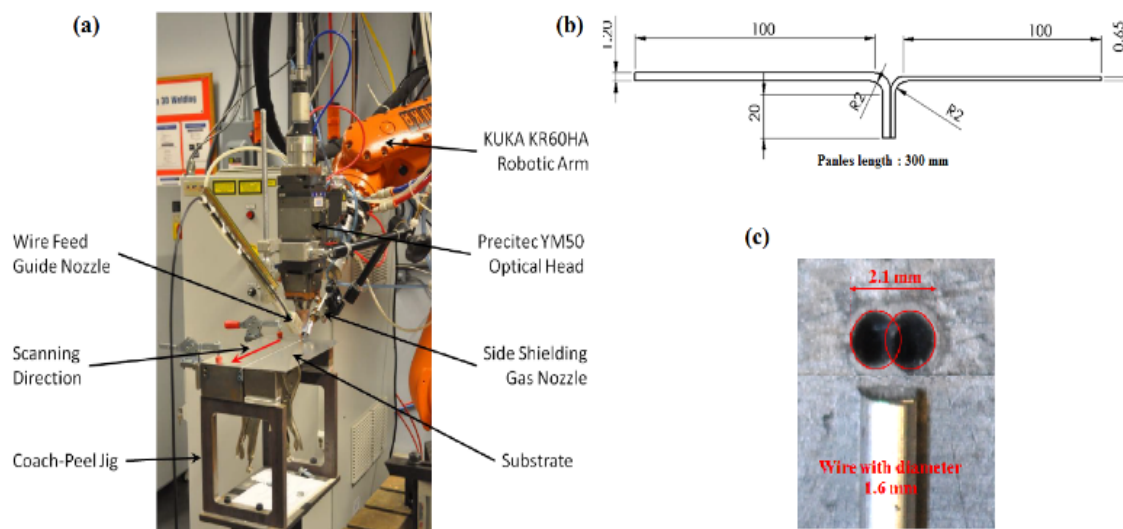 (a)
3D Welding
KUKA KR60HA
Robotic Arm
Wire Feed
Guide Nozzle
Precitec YM50
Optical Head
Scanning
Direction
Side Shielding
Gas Nozzle
Coach-Peel Jig
Substrate
(b)
1.20
100
100
0.65
20
R2
R2
Panles length : 300 mm
(c)
2.1 mm
Wire with diameter
1.6 mm